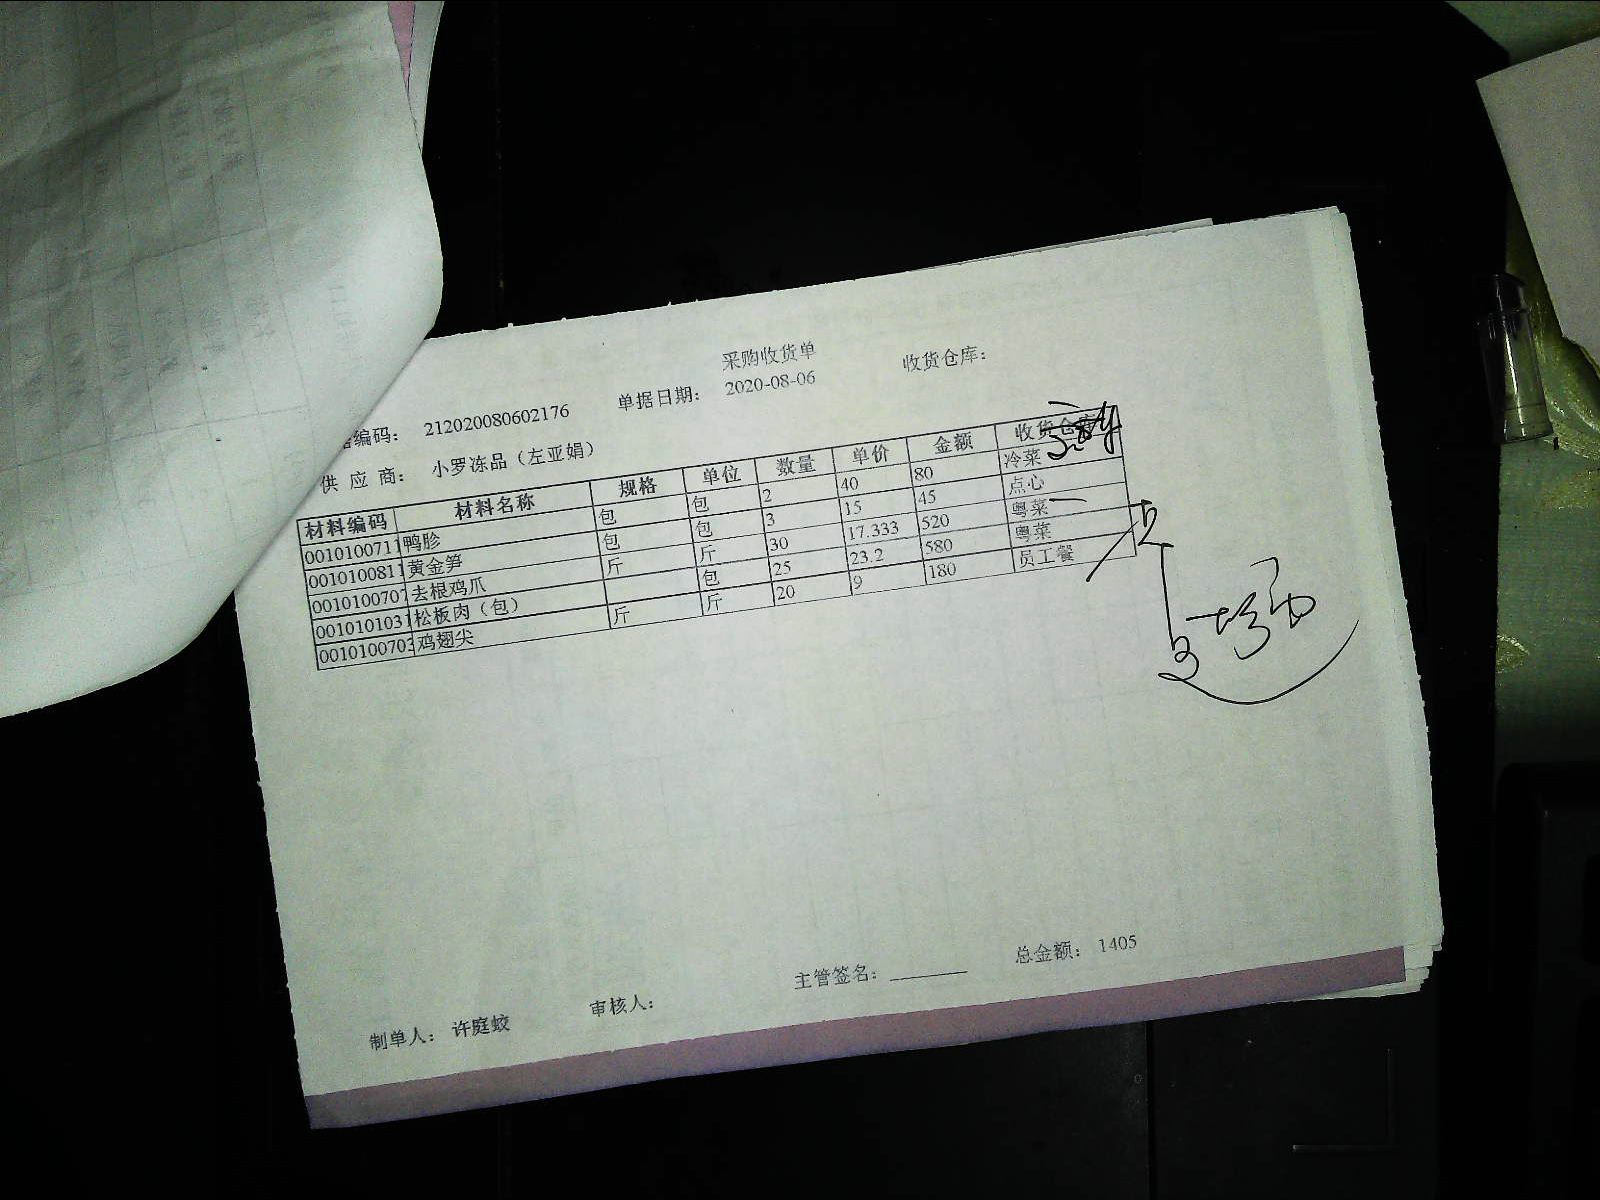 采购收货单
编码: 212020080602176 单据日期: 2020-08-06 收货仓库:
供应商: 小罗冻品（左亚娟）
材料编码 材料名称 规格 单位 数量 单价 金额 收货仓库
0010100711 鸭胗 包 包 2 40 80 冷菜
0010100811 黄金笋 包 包 3 15 45 点心
001010070 去根鸡爪 斤 斤 30 17.333 520 粤菜
0010101031 松板肉（包） 包 25 23.2 580 粤菜
001010070 鸡翅尖 斤 斤 20 9 180 员工餐
制单人: 许庭蛟 审核人: 主管签名: 总金额: 1405